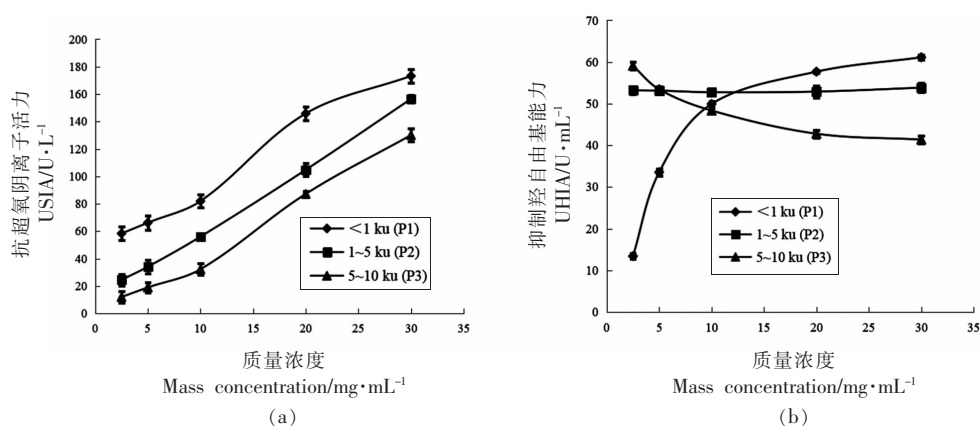 200
180
160
140
120
100
80
60
40
20
0
0 5 10 15 20 25 30 35
抗超氧阴离子活力
USIA/U·L⁻¹
<1 ku (P1)
1~5 ku (P2)
5~10 ku (P3)
质量浓度
Mass concentration/mg·mL⁻¹
(a)
70
60
50
40
30
20
10
0
0 5 10 15 20 25 30 35
抑制羟自由基能力
UHIA/U·mL⁻¹
<1 ku (P1)
1~5 ku (P2)
5~10 ku (P3)
质量浓度
Mass concentration/mg·mL⁻¹
(b)